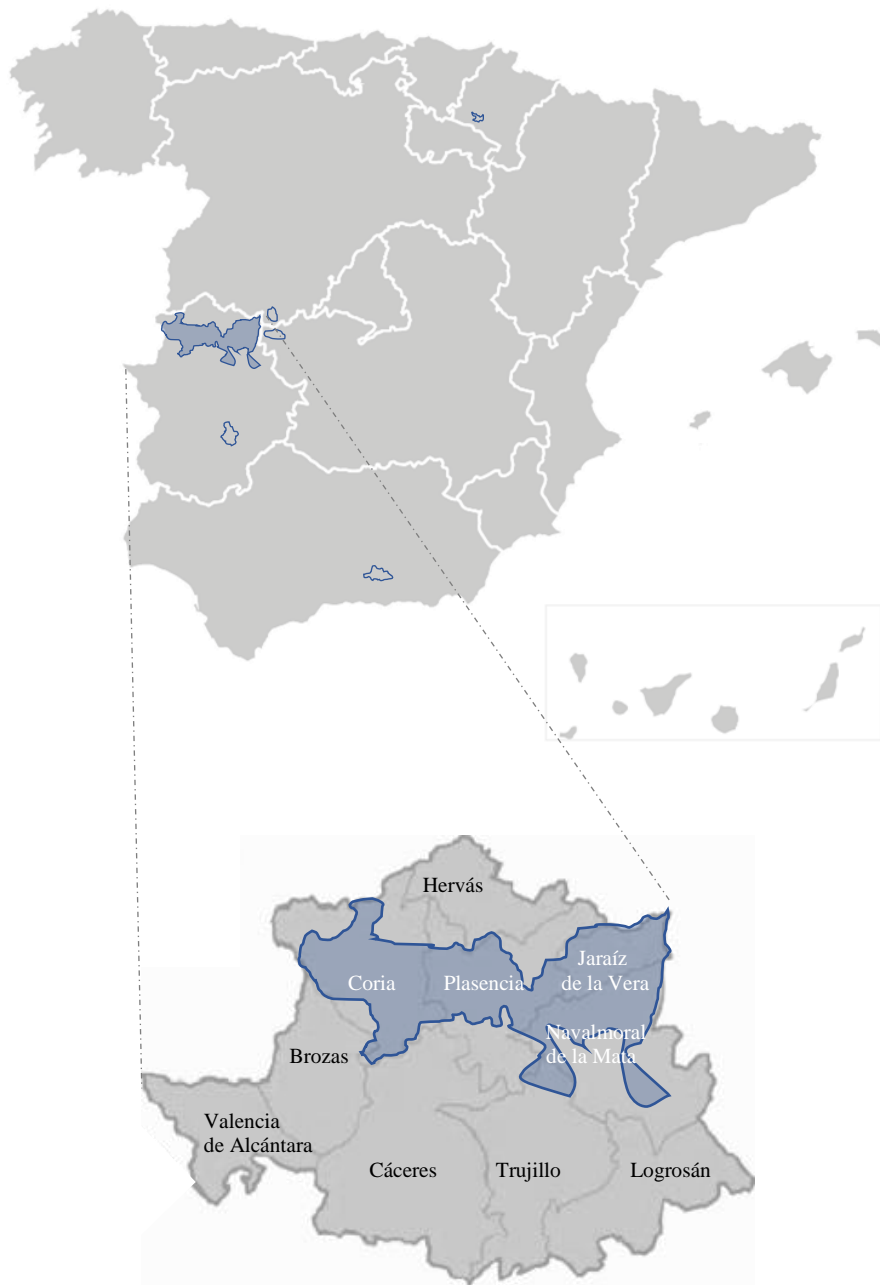 Hervás
Jaraíz
de la Vera
Coria
Plasencia
Navalmoral
de la Mata
Brozas
Valencia
de Alcántara
Cáceres
Trujillo
Logrosán